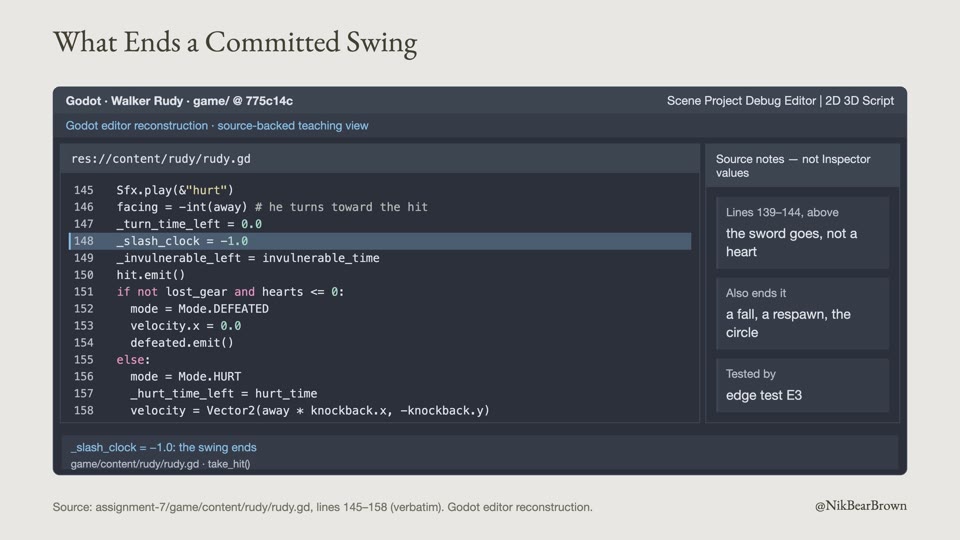 What Ends a Committed Swing
Godot · Walker Rudy · game/ @ 775c14c
Scene Project Debug Editor | 2D 3D Script
Godot editor reconstruction · source-backed teaching view
res://content/rudy/rudy.gd
145 Sfx.play(&"hurt")
146 facing = −int(away) # he turns toward the hit
147 _turn_time_left = 0.0
148 _slash_clock = −1.0
149 _invulnerable_left = invulnerable_time
150 hit.emit()
151 if not lost_gear and hearts <= 0:
152 mode = Mode.DEFEATED
153 velocity.x = 0.0
154 defeated.emit()
155 else:
156 mode = Mode.HURT
157 _hurt_time_left = hurt_time
158 velocity = Vector2(away * knockback.x, −knockback.y)
Source notes — not Inspector
values
Lines 139–144, above
the sword goes, not a
heart
Also ends it
a fall, a respawn, the
circle
Tested by
edge test E3
_slash_clock = −1.0: the swing ends
game/content/rudy/rudy.gd · take_hit()
Source: assignment-7/game/content/rudy/rudy.gd, lines 145–158 (verbatim). Godot editor reconstruction.
@NikBearBrown